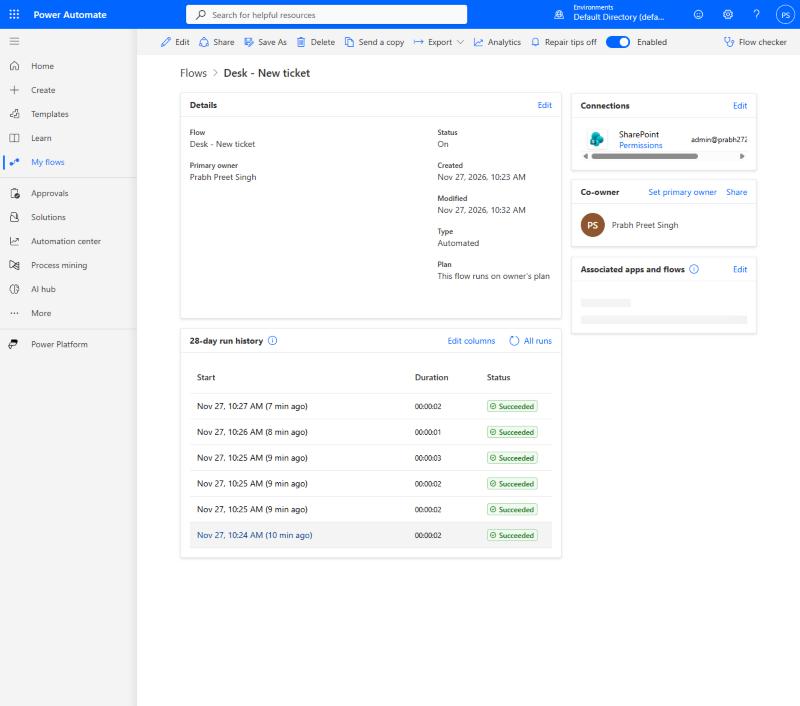 Power Automate
Search for helpful resources
Environments
Default Directory (defa...
PS
Edit
Share
Save As
Delete
Send a copy
Export
Analytics
Repair tips off
Enabled
Flow checker
Home
Create
Templates
Learn
My flows
Approvals
Solutions
Automation center
Process mining
AI hub
More
Power Platform
Flows > Desk - New ticket
Details
Edit
Flow
Desk - New ticket
Primary owner
Prabh Preet Singh
Status
On
Created
Nov 27, 2026, 10:23 AM
Modified
Nov 27, 2026, 10:32 AM
Type
Automated
Plan
This flow runs on owner's plan
28-day run history
Edit columns
All runs
Start Duration Status
Nov 27, 10:27 AM (7 min ago) 00:00:02 Succeeded
Nov 27, 10:26 AM (8 min ago) 00:00:01 Succeeded
Nov 27, 10:25 AM (9 min ago) 00:00:03 Succeeded
Nov 27, 10:25 AM (9 min ago) 00:00:02 Succeeded
Nov 27, 10:25 AM (9 min ago) 00:00:02 Succeeded
Nov 27, 10:24 AM (10 min ago) 00:00:02 Succeeded
Connections
Edit
SharePoint
Permissions
admin@prabh272
Co-owner
Set primary owner
Share
PS
Prabh Preet Singh
Associated apps and flows
Edit